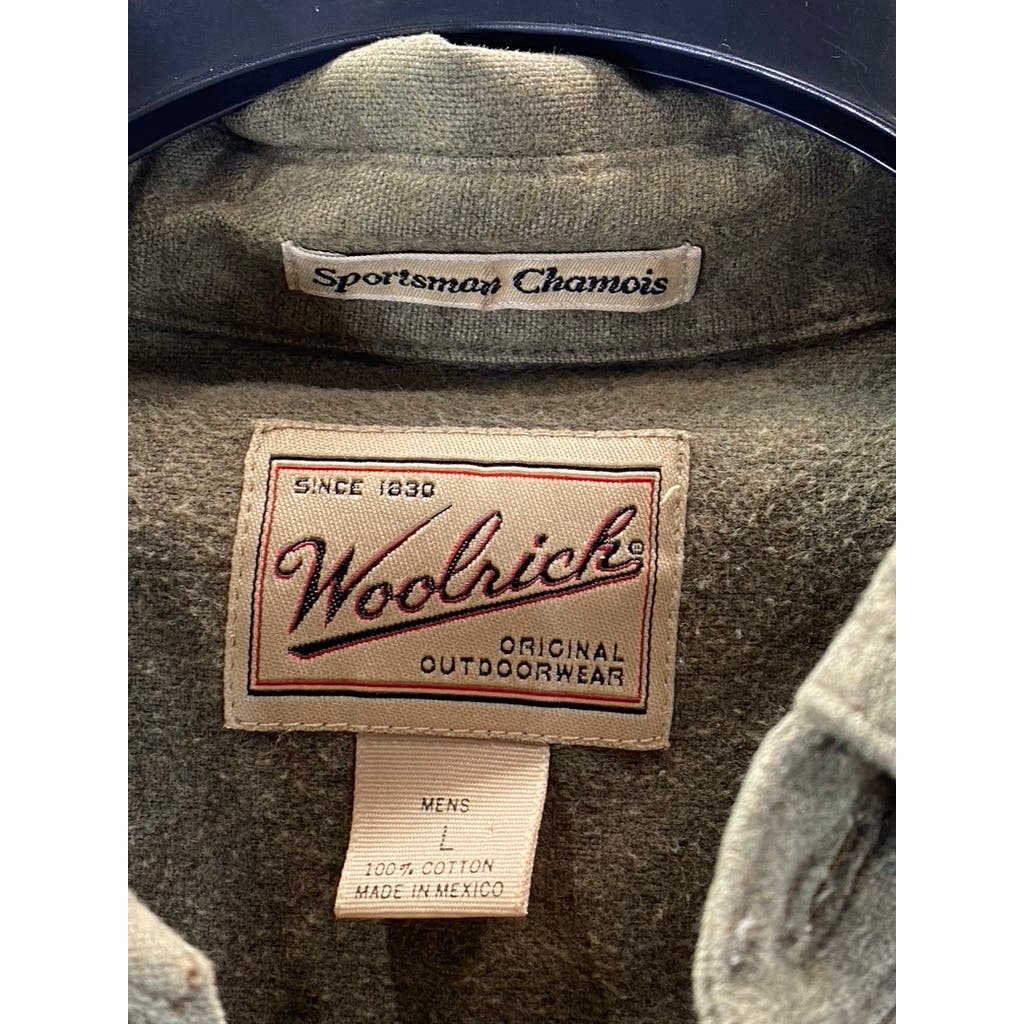 Sportsman Chamois
SINCE 1830
Woolrich®
ORIGINAL
OUTDOORWEAR
MENS
L
100% COTTON
MADE IN MEXICO